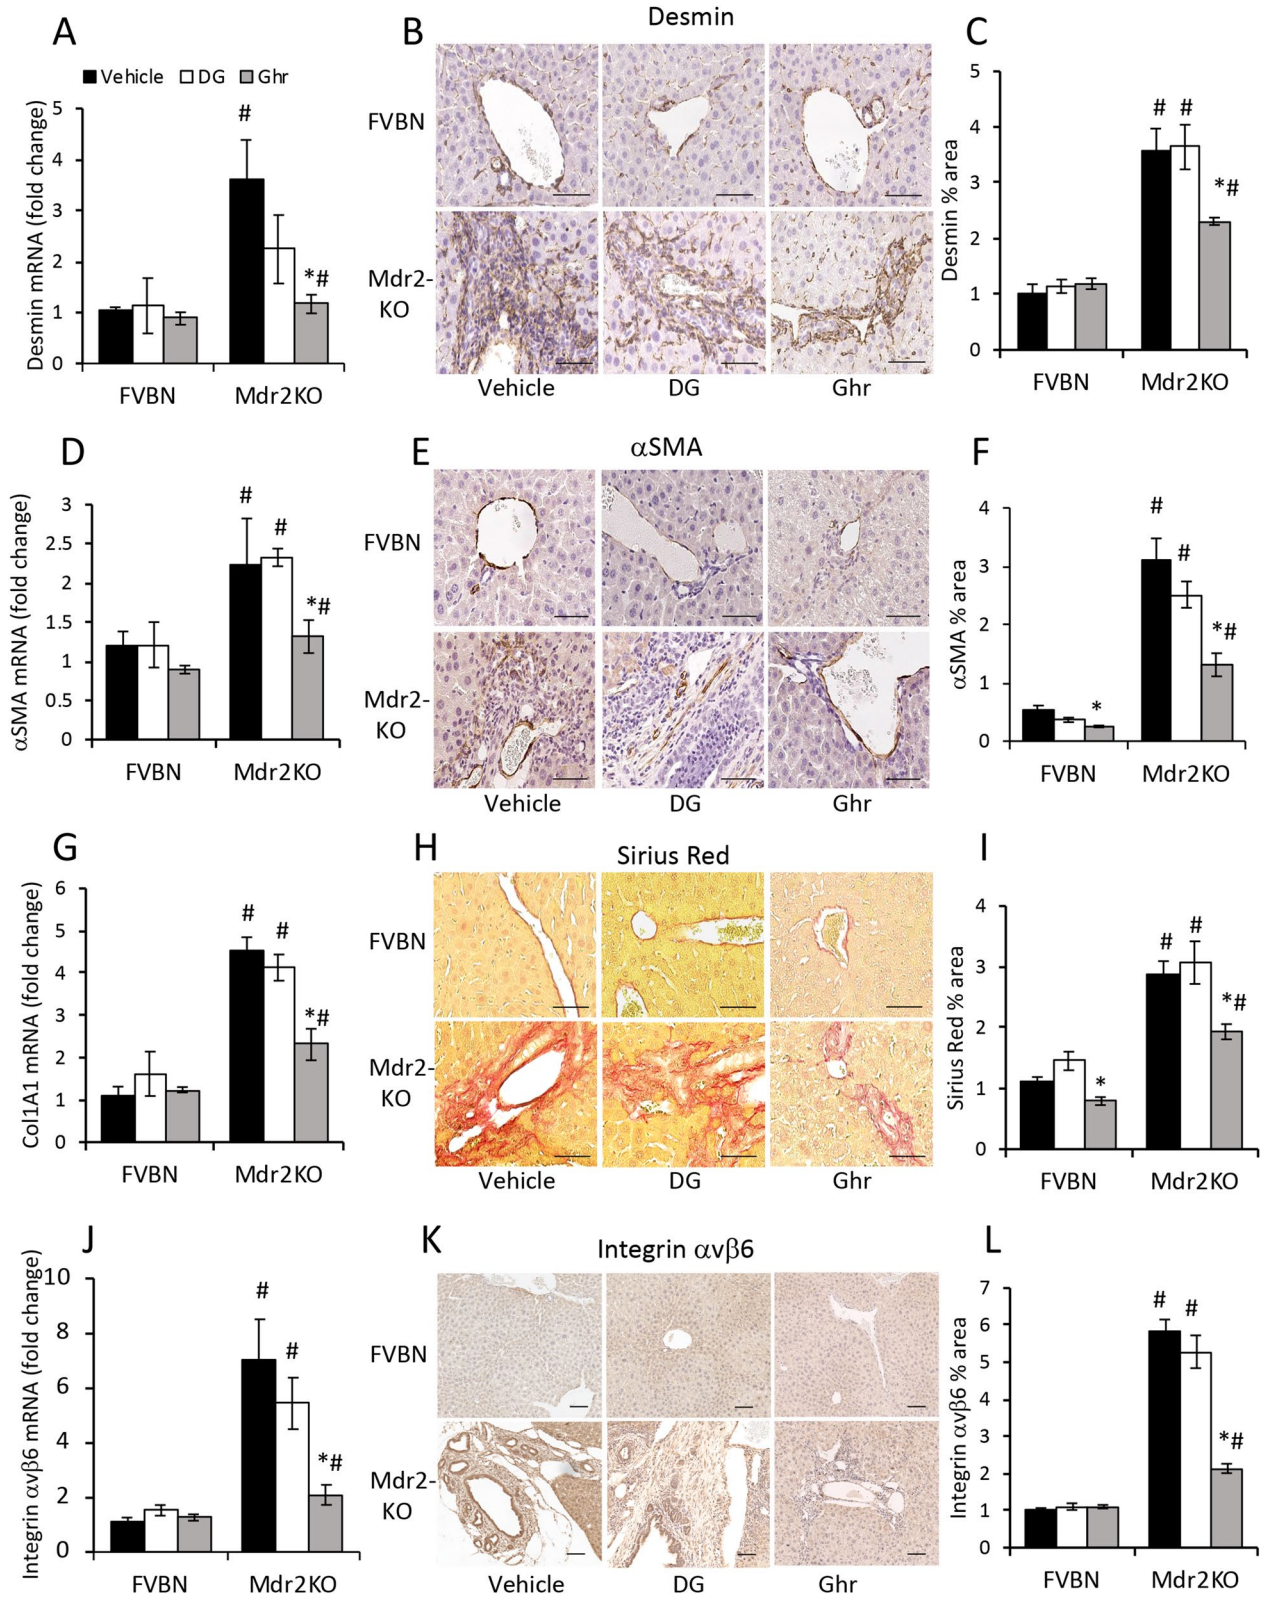 A
Vehicle DG Ghr
Desmin mRNA (fold change)
5
4
3
2
1
0
#
*#
FVBN Mdr2KO
B
Desmin
FVBN
Mdr2-
KO
Vehicle DG Ghr
C
Desmin % area
5
4
3
2
1
0
# #
*#
FVBN Mdr2KO
D
αSMA mRNA (fold change)
3
2.5
2
1.5
1
0.5
0
#
#
*#
FVBN Mdr2KO
E
αSMA
FVBN
Mdr2-
KO
Vehicle DG Ghr
F
αSMA % area
4
3
2
1
0
*
#
#
*#
FVBN Mdr2KO
G
Col1A1 mRNA (fold change)
6
5
4
3
2
1
0
#
#
*#
FVBN Mdr2KO
H
Sirius Red
FVBN
Mdr2-
KO
Vehicle DG Ghr
I
Sirius Red % area
4
3
2
1
0
*
#
#
*#
FVBN Mdr2KO
J
Integrin αvβ6 mRNA (fold change)
10
8
6
4
2
0
#
#
*#
FVBN Mdr2KO
K
Integrin αvβ6
FVBN
Mdr2-
KO
Vehicle DG Ghr
L
Integrin αvβ6 % area
7
6
5
4
3
2
1
0
#
#
*#
FVBN Mdr2KO